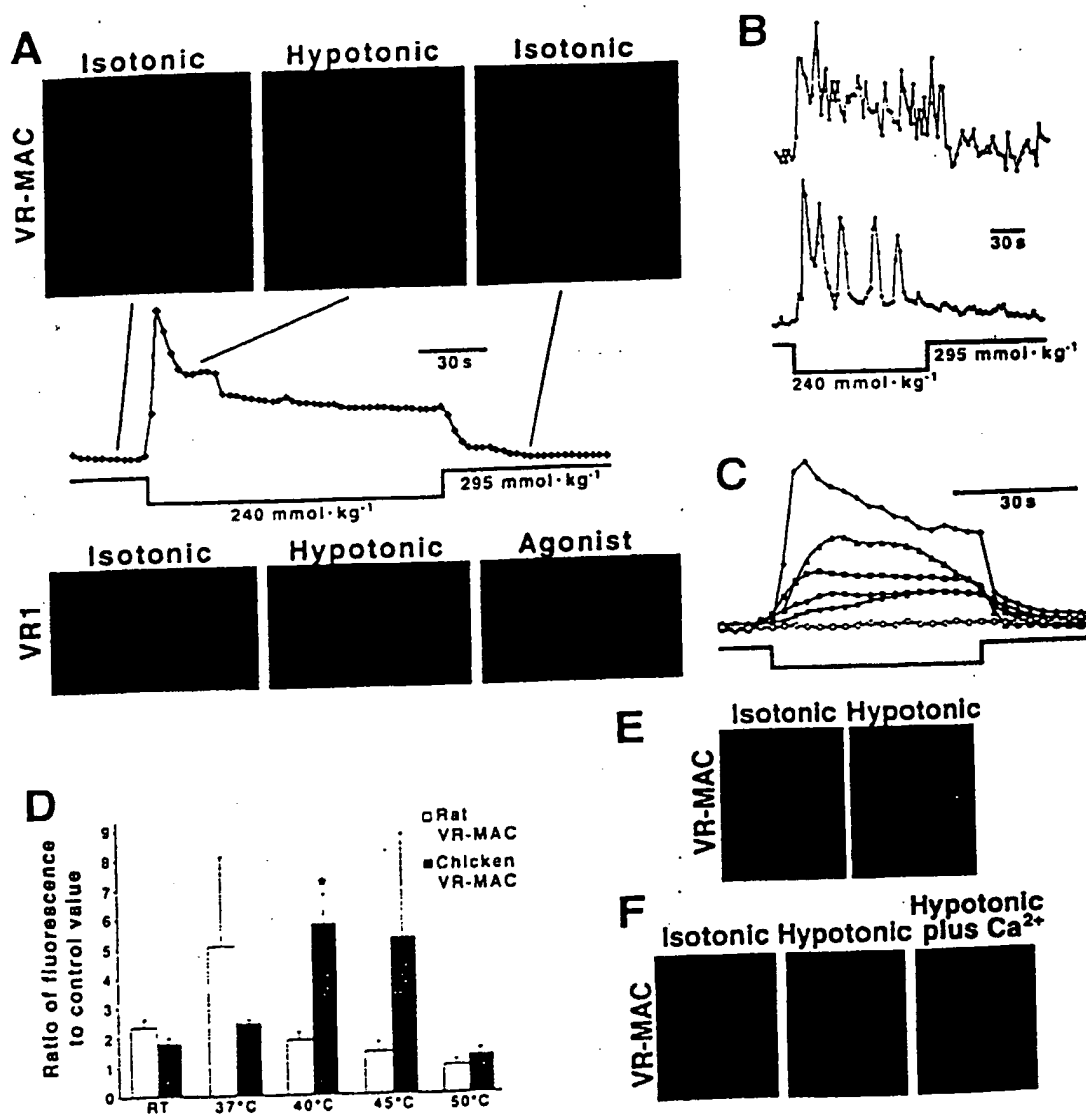 A
Isotonic Hypotonic Isotonic
VR-MAC
30 s
295 mmol·kg⁻¹
240 mmol·kg⁻¹
Isotonic Hypotonic Agonist
VR1
B
30 s
295 mmol·kg⁻¹
240 mmol·kg⁻¹
C
30 s
D
Rat
VR-MAC
Chicken
VR-MAC
Ratio of fluorescence
to control value
9
8
7
6
5
4
3
2
1
0
*
RT 37°C 40°C 45°C 50°C
E
Isotonic Hypotonic
VR-MAC
F
Hypotonic
Isotonic Hypotonic plus Ca²⁺
VR-MAC